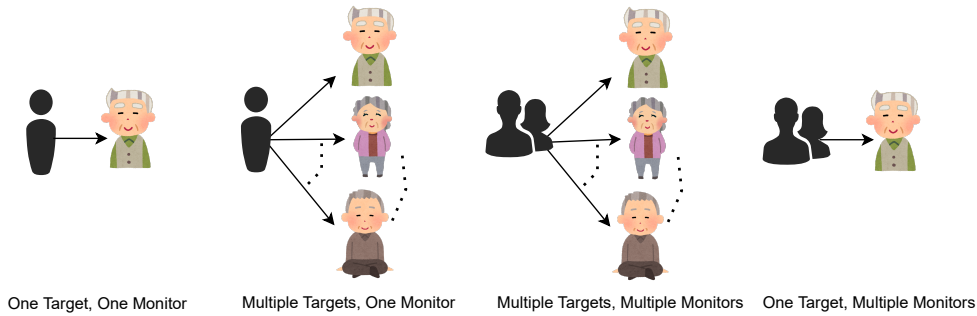 One Target, One Monitor
Multiple Targets, One Monitor
Multiple Targets, Multiple Monitors
One Target, Multiple Monitors